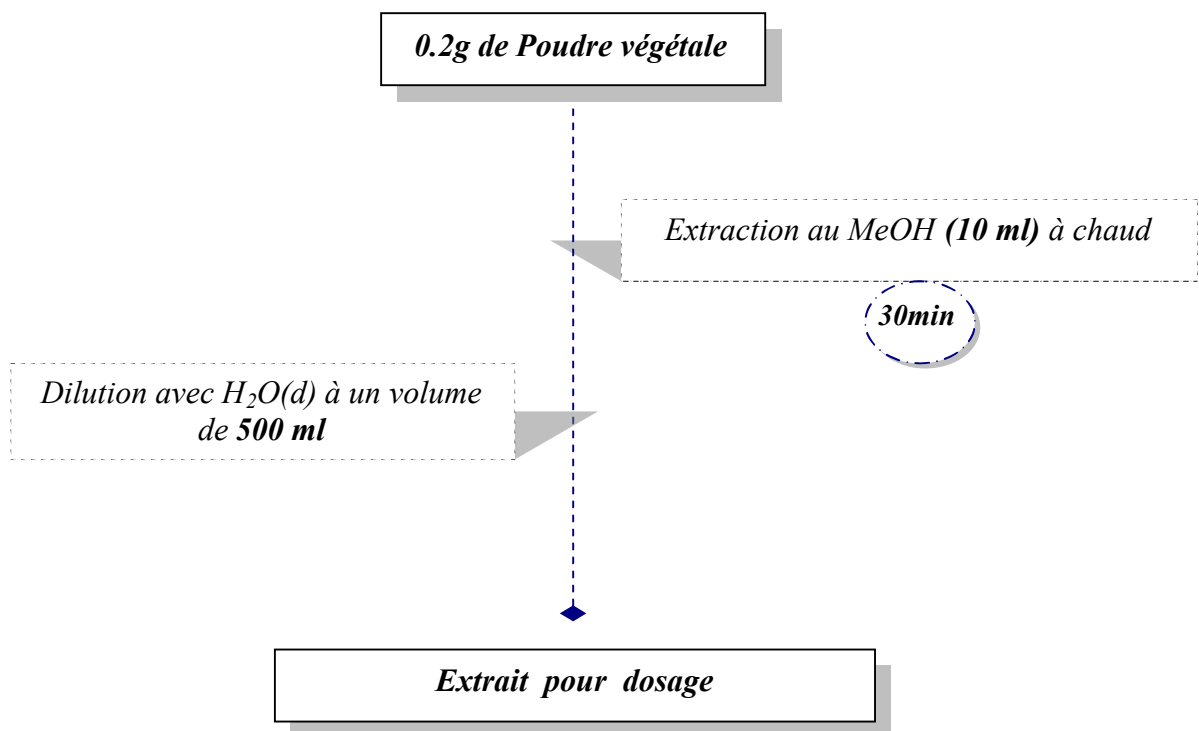 0.2g de Poudre végétale
Extraction au MeOH (10 ml) à chaud
30min
Dilution avec H₂O(d) à un volume
de 500 ml
Extrait pour dosage